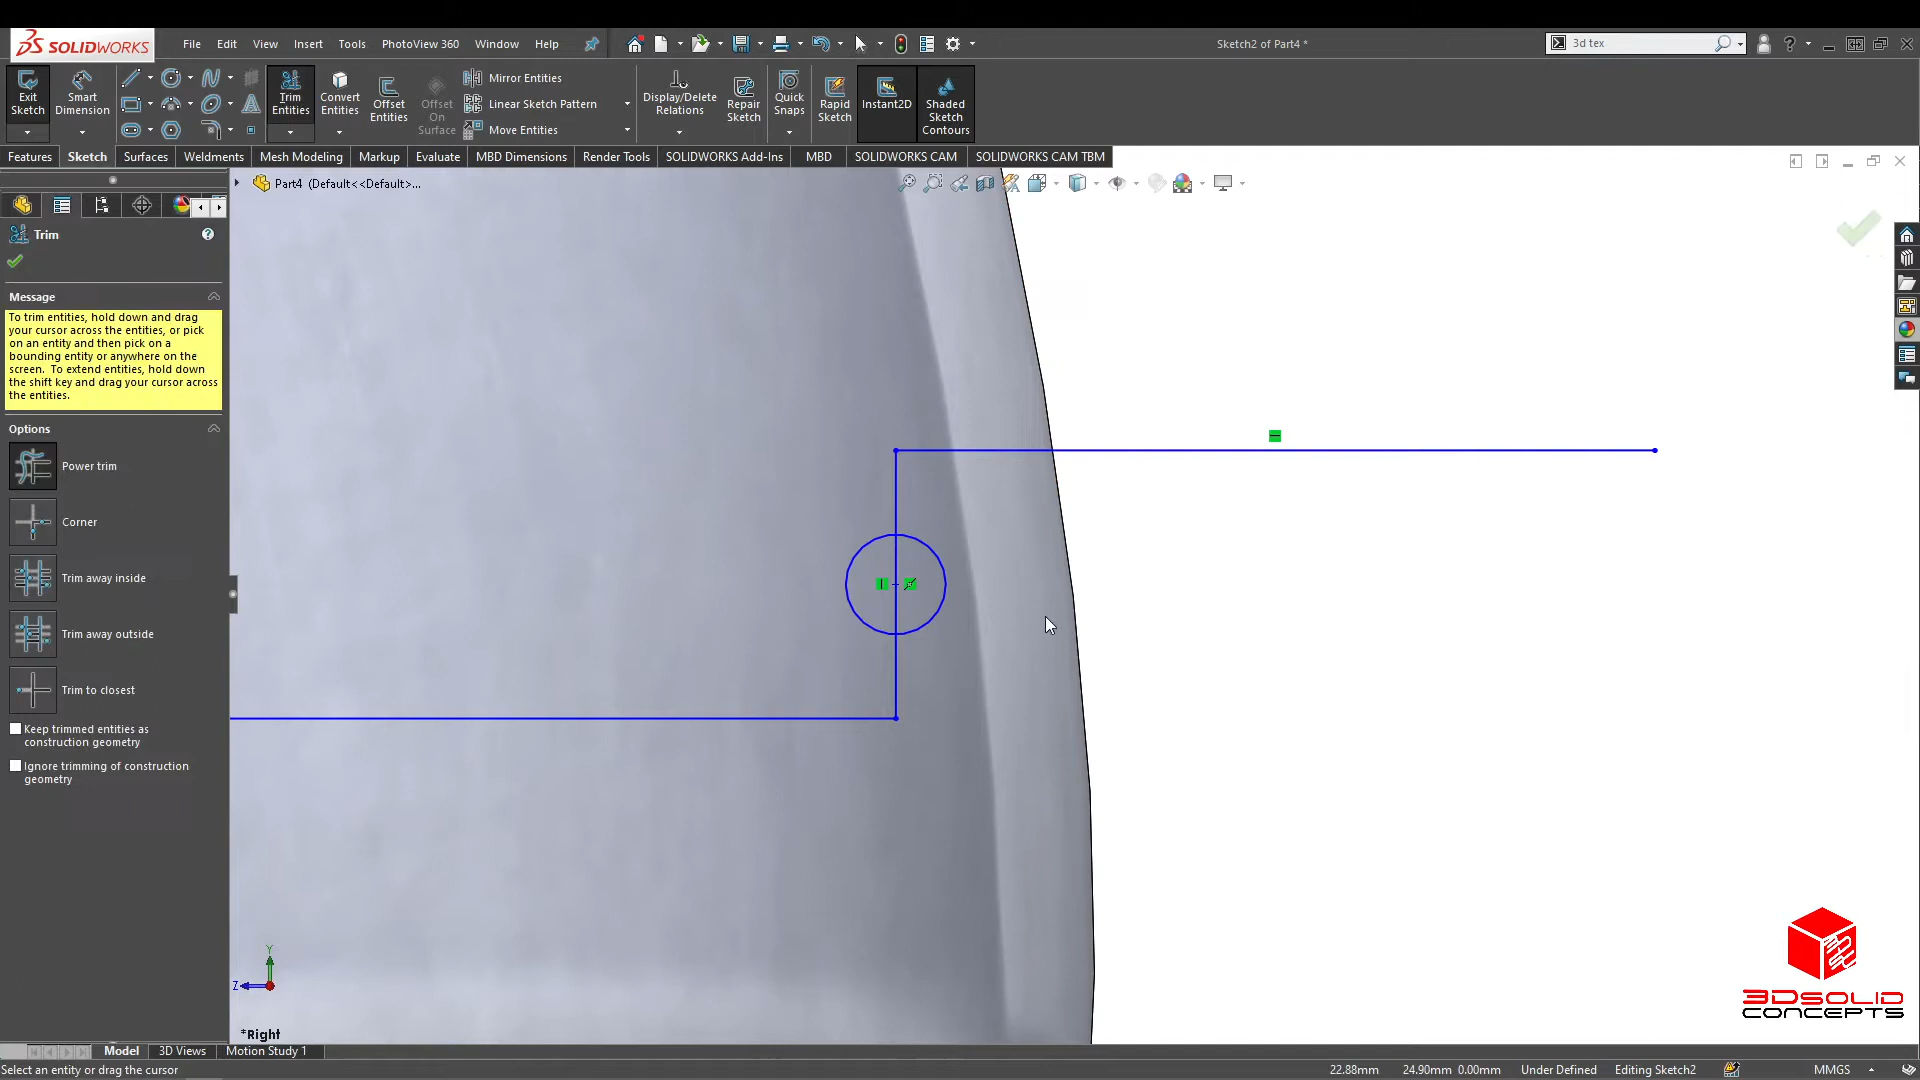 SOLIDWORKS File Edit View Insert Tools PhotoView 360 Window Help Sketch2 of Part4 * 3d tex
Exit
Sketch
Smart
Dimension
Trim
Entities
Convert
Entities
Offset
Entities
Offset
On
Surface
Mirror Entities
Linear Sketch Pattern
Move Entities
Display/Delete
Relations
Repair
Sketch
Quick
Snaps
Rapid
Sketch
Instant2D
Shaded
Sketch
Contours
Features Sketch Surfaces Weldments Mesh Modeling Markup Evaluate MBD Dimensions Render Tools SOLIDWORKS Add-Ins MBD SOLIDWORKS CAM SOLIDWORKS CAM TBM
Part4 (Default<<Default>...
Trim
Message
To trim entities, hold down and drag
your cursor across the entities, or pick
on an entity and then pick on a
bounding entity or anywhere on the
screen. To extend entities, hold down
the shift key and drag your cursor across
the entities.
Options
Power trim
Corner
Trim away inside
Trim away outside
Trim to closest
Keep trimmed entities as
construction geometry
Ignore trimming of construction
geometry
Y
Z
*Right
3DSOLID
CONCEPTS
Model 3D Views Motion Study 1
Select an entity or drag the cursor 22.88mm 24.90mm 0.00mm Under Defined Editing Sketch2 MMGS